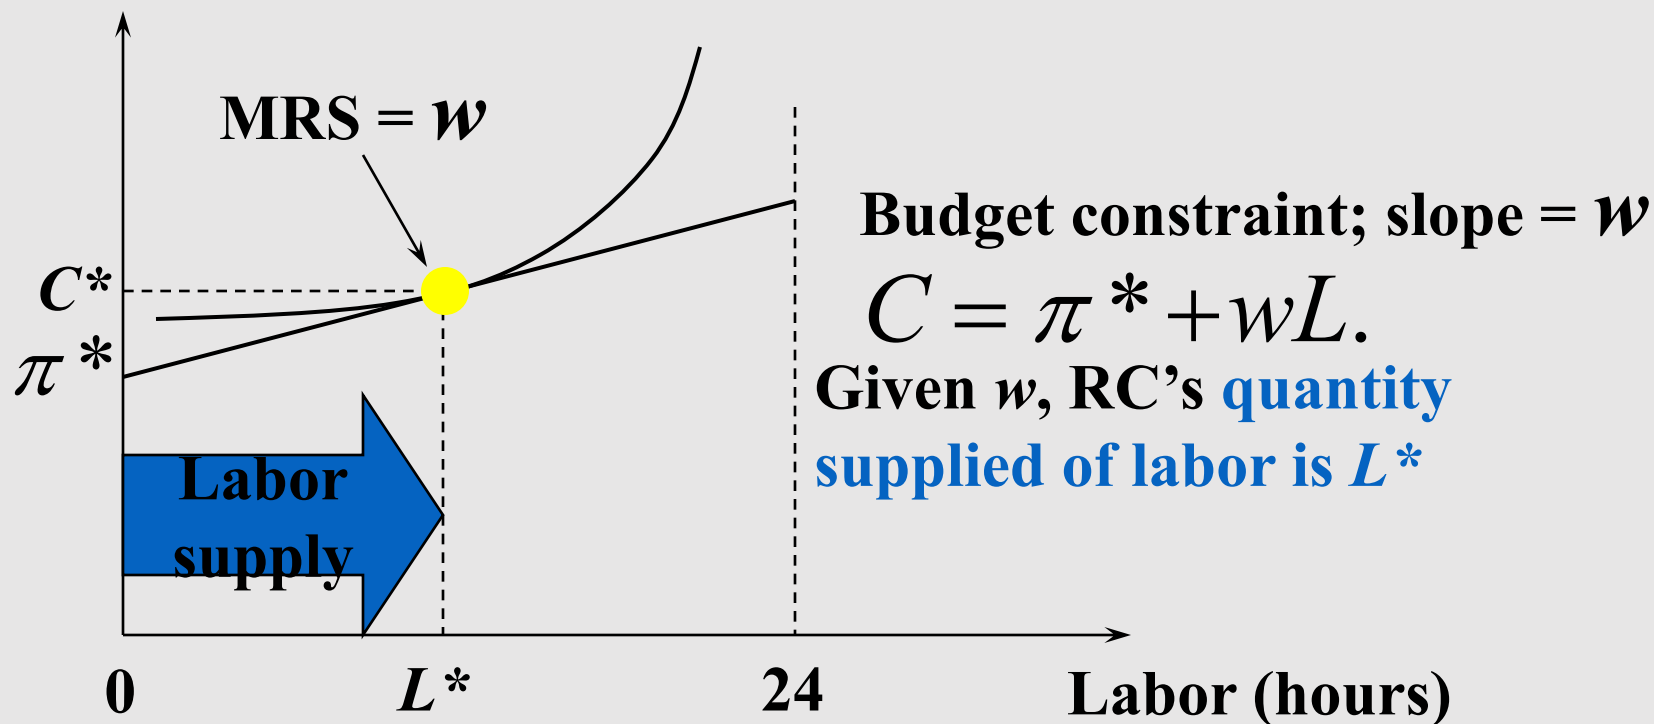 MRS = w
Budget constraint; slope = w
C*
C = π * + wL.
π *
Given w, RC’s quantity
supplied of labor is L*
Labor
supply
0
L*
24
Labor (hours)